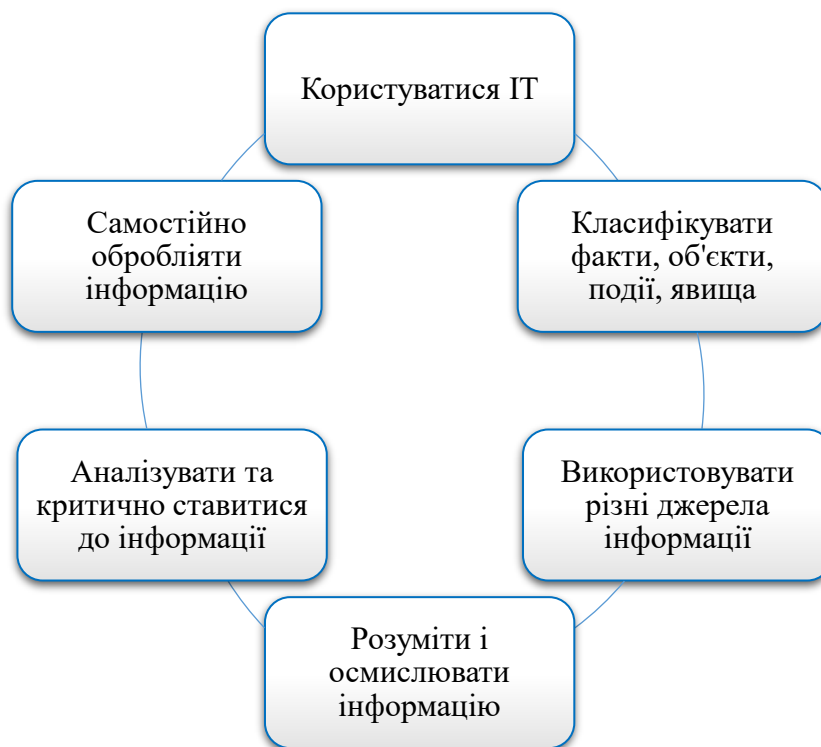 Користуватися ІТ
Класифікувати
факти, об'єкти,
події, явища
Використовувати
різні джерела
інформації
Розуміти і
осмислювати
інформацію
Аналізувати та
критично ставитися
до інформації
Самостійно
обробліяти
інформацію